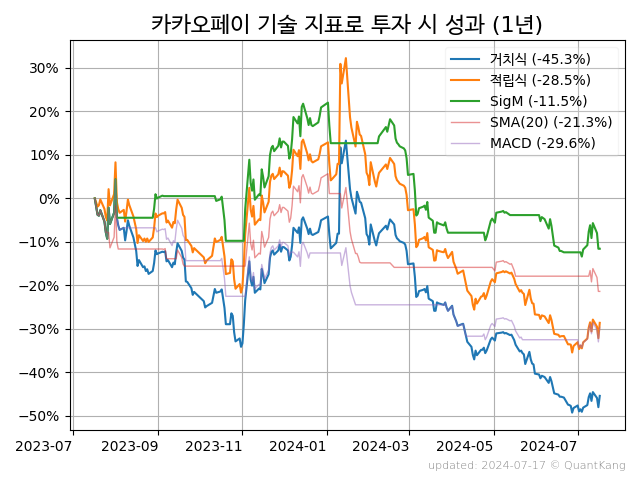 카카오페이 기술 지표로 투자 시 성과 (1년)
거치식 (-45.3%)
적립식 (-28.5%)
SigM (-11.5%)
SMA(20) (-21.3%)
MACD (-29.6%)
30%
20%
10%
0%
−10%
−20%
−30%
−40%
−50%
2023-07 2023-09 2023-11 2024-01 2024-03 2024-05 2024-07
updated: 2024-07-17 © QuantKang